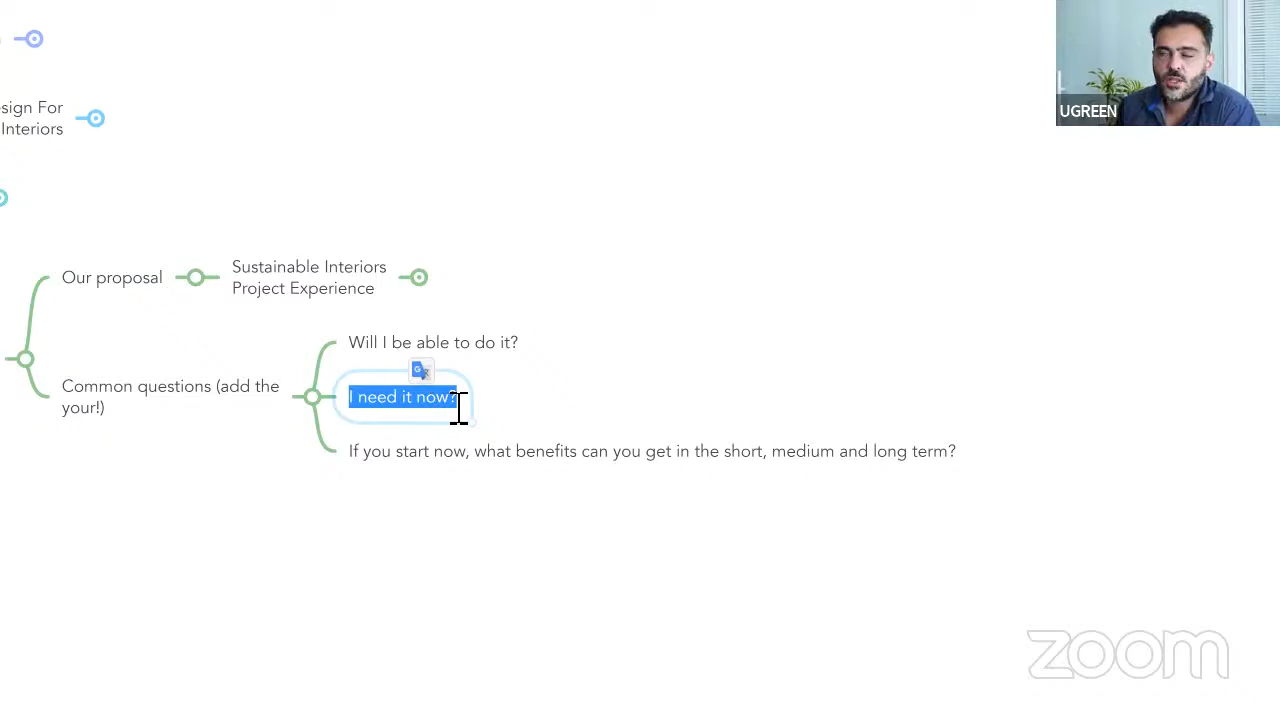 UGREEN
sign For
Interiors
Our proposal
Sustainable Interiors
Project Experience
Will I be able to do it?
Common questions (add the
your!)
I need it now?
If you start now, what benefits can you get in the short, medium and long term?
zoom